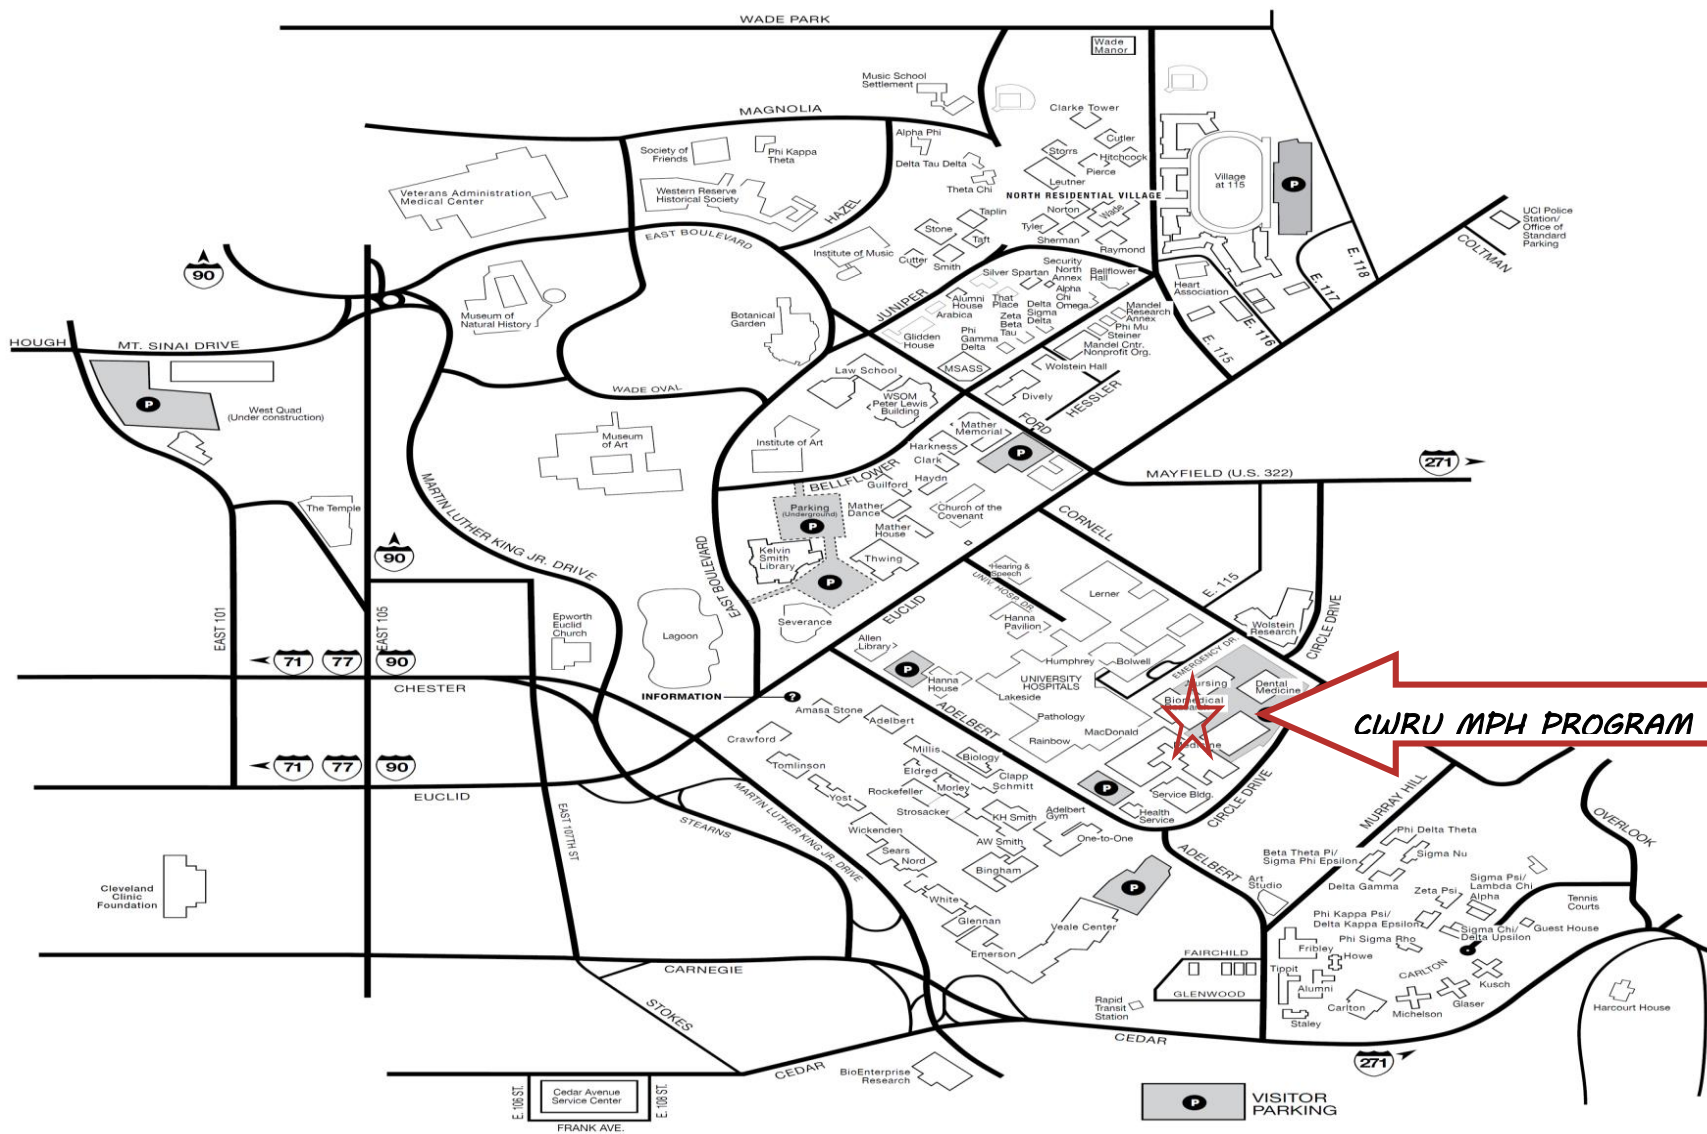 WADE PARK
Wade
Manor
Music School
Settlement
MAGNOLIA
Clarke Tower
Alpha Phi
Cutler
Society of
Friends
Phi Kappa
Theta
Storrs
Hitchcock
Delta Tau Delta
Pierce
Leutner
Village
at 115
P
Veterans Administration
Medical Center
Western Reserve
Historical Society
Theta Chi
NORTH RESIDENTIAL VILLAGE
HAZEL
Taplin
Norton
Wade
Stone
Tyler
Taft
Sherman
Raymond
UCI Police
Station/
Office of
Standard
Parking
COLTMAN
EAST BOULEVARD
Institute of Music
Cutter
Smith
90
E. 118
E. 117
Security
North
Annex
Bellflower
Hall
Silver Spartan
Heart
Association
Alpha
Chi
Omega
JUNIPER
Alumni
House
That
Place
Arabica
Delta
Sigma
Delta
Zeta
Beta
Tau
Mandel
Research
Annex
Phi Mu
Steiner
Museum of
Natural History
Botanical
Garden
Glidden
House
Phi
Gamma
Delta
Mandel Cntr.
Nonprofit Org.
E. 116
E. 115
HOUGH
MT. SINAI DRIVE
Law School
MSASS
Wolstein Hall
WADE OVAL
WSOM
Peter Lewis
Building
Dively
HESSLER
P
West Quad
(Under construction)
FORD
Mather
Memorial
Museum
of Art
Institute of Art
Harkness
P
Clark
271
MAYFIELD (U.S. 322)
BELLFLOWER
Haydn
Guilford
MARTIN LUTHER KING JR. DRIVE
The Temple
Parking
(Underground)
P
Mather
Dance
Church of the
Covenant
Mather
House
CORNELL
90
Kelvin
Smith
Library
Thwing
P
EAST BOULEVARD
Hearing &
Speech
UNIV. HOSP. DR.
Lerner
E. 115
EUCLID
Wolstein
Research
CIRCLE DRIVE
EAST 101
EAST 105
Epworth
Euclid
Church
Lagoon
Severance
Hanna
Pavilion
Allen
Library
EMERGENCY DR.
71
77
90
CHESTER
Humphrey
Bolwell
P
Hanna
House
UNIVERSITY
HOSPITALS
Nursing
Dental
Medicine
INFORMATION
?
Lakeside
Biomedical
Amasa Stone
Adelbert
ADELBERT
Pathology
MacDonald
CWRU MPH PROGRAM
Crawford
Rainbow
Medicine
Millis
Biology
71
77
90
Tomlinson
Eldred
Clapp
Schmitt
Morley
P
EUCLID
Yost
Rockefeller
Service Bldg.
CIRCLE DRIVE
MURRAY HILL
OVERLOOK
EAST 107TH ST
STEARNS
MARTIN LUTHER KING JR. DRIVE
Strosacker
KH Smith
Adelbert
Gym
Health
Service
Wickenden
AW Smith
One-to-One
ADELBERT
Phi Delta Theta
Sears
Nord
Beta Theta Pi/
Sigma Phi Epsilon
Sigma Nu
Bingham
Art
Studio
Delta Gamma
Sigma Psi/
Lambda Chi
Alpha
Zeta Psi
Cleveland
Clinic
Foundation
White
P
Tennis
Courts
Glennan
Veale Center
Phi Kappa Psi/
Delta Kappa Epsilon
Sigma Chi/
Delta Upsilon
Guest House
Phi Sigma Rho
Emerson
FAIRCHILD
Fribley
Howe
CARNEGIE
Tippit
CARLTON
Alumni
Kusch
GLENWOOD
STOKES
Rapid
Transit
Station
Carlton
Glaser
Michelson
Harcourt House
Staley
CEDAR
CEDAR
271
BioEnterprise
Research
E. 106 ST.
Cedar Avenue
Service Center
E. 108 ST.
FRANK AVE.
P
VISITOR
PARKING